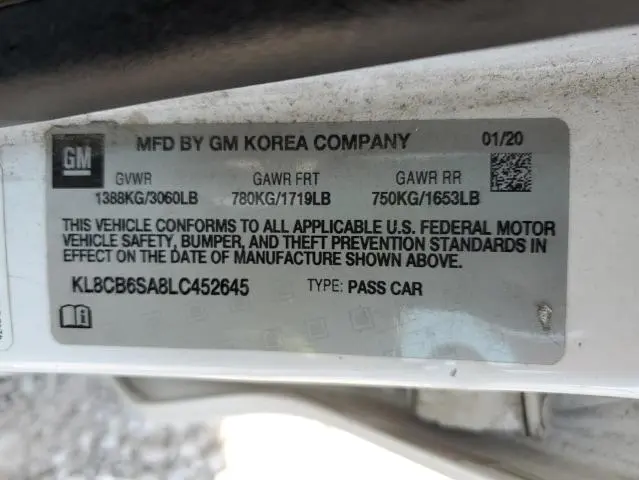 GM
MFD BY GM KOREA COMPANY 01/20
GVWR GAWR FRT GAWR RR
1388KG/3060LB 780KG/1719LB 750KG/1653LB
THIS VEHICLE CONFORMS TO ALL APPLICABLE U.S. FEDERAL MOTOR
VEHICLE SAFETY, BUMPER, AND THEFT PREVENTION STANDARDS IN
EFFECT ON THE DATE OF MANUFACTURE SHOWN ABOVE.
KL8CB6SA8LC452645 TYPE: PASS CAR